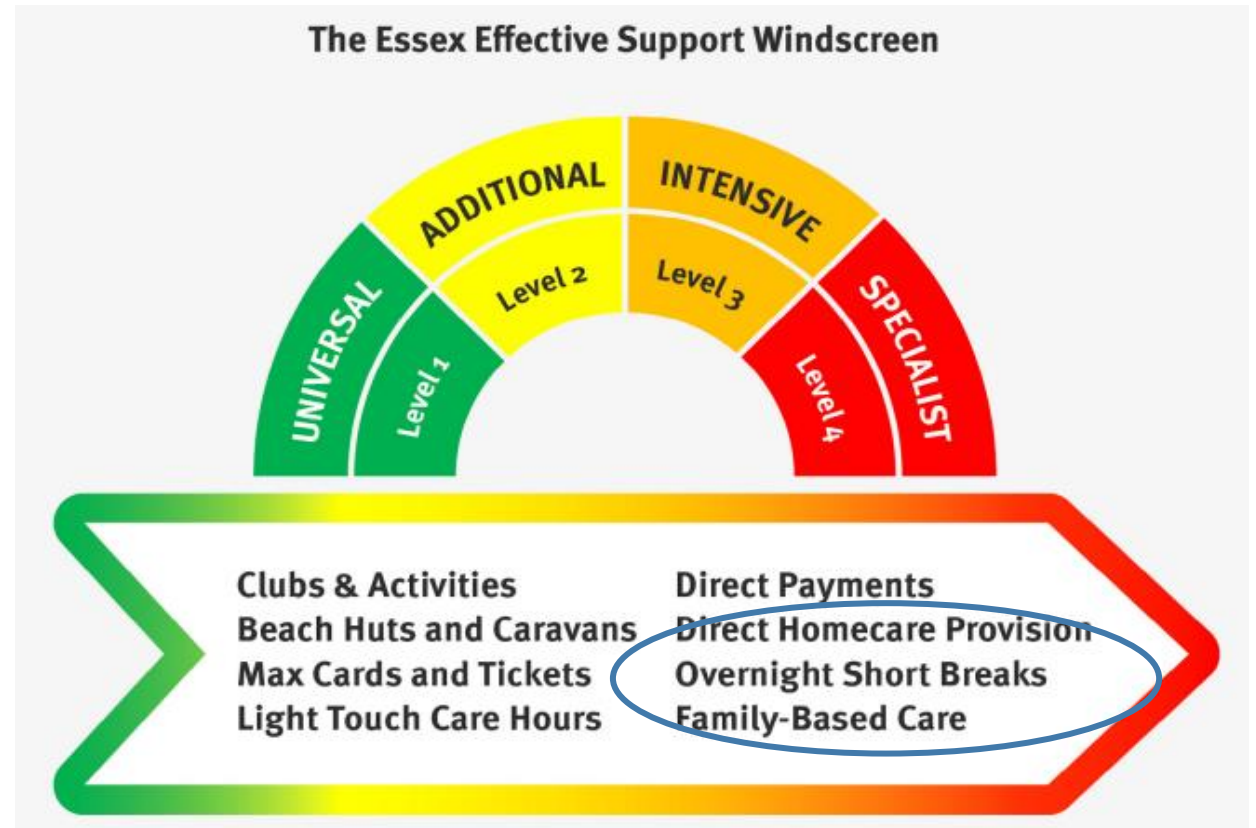 The Essex Effective Support Windscreen
UNIVERSAL
ADDITIONAL
INTENSIVE
SPECIALIST
Level 1
Level 2
Level 3
Level 4
Clubs & Activities
Beach Huts and Caravans
Max Cards and Tickets
Light Touch Care Hours
Direct Payments
Direct Homecare Provision
Overnight Short Breaks
Family-Based Care